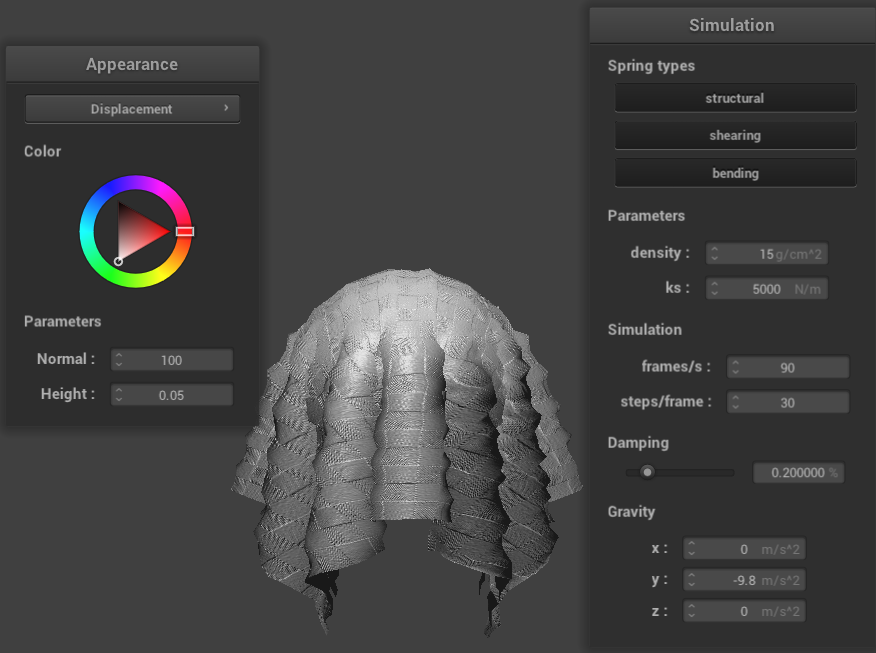 Appearance
Displacement ›
Color
Parameters
Normal : 100
Height : 0.05
Simulation
Spring types
structural
shearing
bending
Parameters
density : 15 g/cm^2
ks : 5000 N/m
Simulation
frames/s : 90
steps/frame : 30
Damping
0.200000 %
Gravity
x : 0 m/s^2
y : -9.8 m/s^2
z : 0 m/s^2